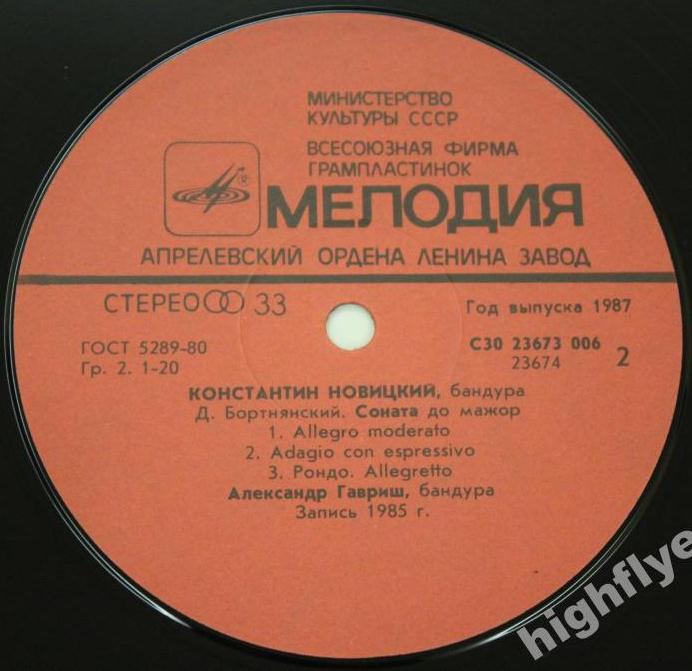 МИНИСТЕРСТВО
КУЛЬТУРЫ СССР
ВСЕСОЮЗНАЯ ФИРМА
ГРАМПЛАСТИНОК
МЕЛОДИЯ
АПРЕЛЕВСКИЙ ОРДЕНА ЛЕНИНА ЗАВОД
СТЕРЕО 33
Год выпуска 1987
ГОСТ 5289-80
Гр. 2. 1-20
С30 23673 006
23674
2
КОНСТАНТИН НОВИЦКИЙ, бандура
Д. Бортнянский. Соната до мажор
1. Allegro moderato
2. Adagio con espressivo
3. Рондо. Allegretto
Александр Гавриш, бандура
Запись 1985 г.
highflye